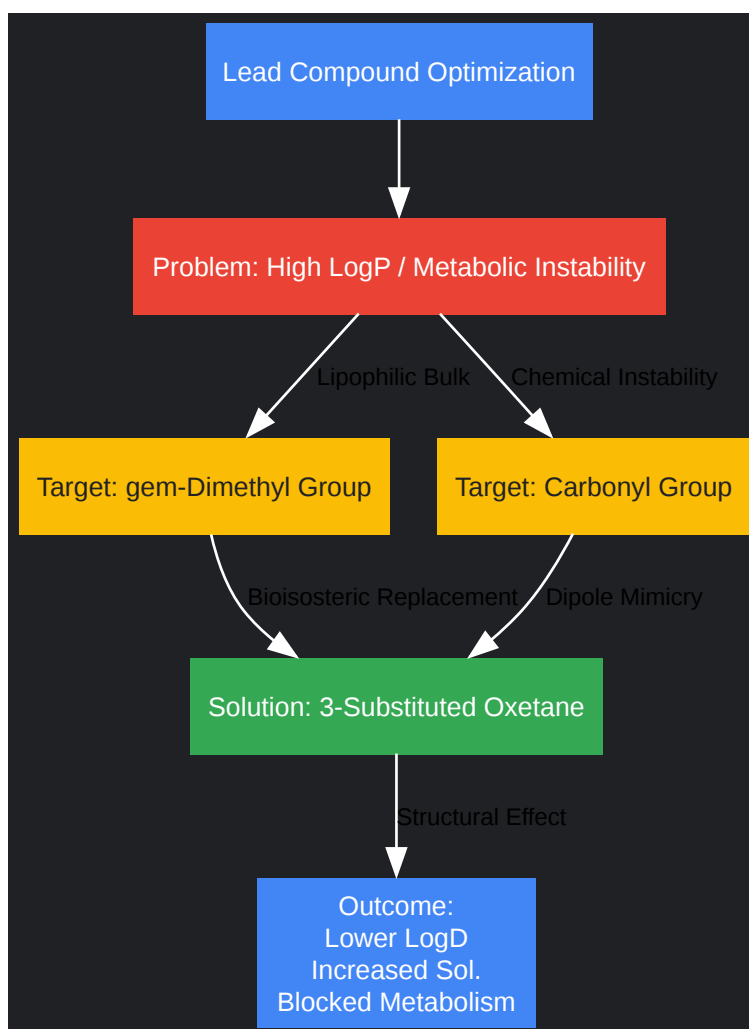 Lead Compound Optimization
Problem: High LogP / Metabolic Instability
Lipophilic Bulk
Chemical Instability
Target: gem-Dimethyl Group
Target: Carbonyl Group
Bioisosteric Replacement
Dipole Mimicry
Solution: 3-Substituted Oxetane
Structural Effect
Outcome:
Lower LogD
Increased Sol.
Blocked Metabolism